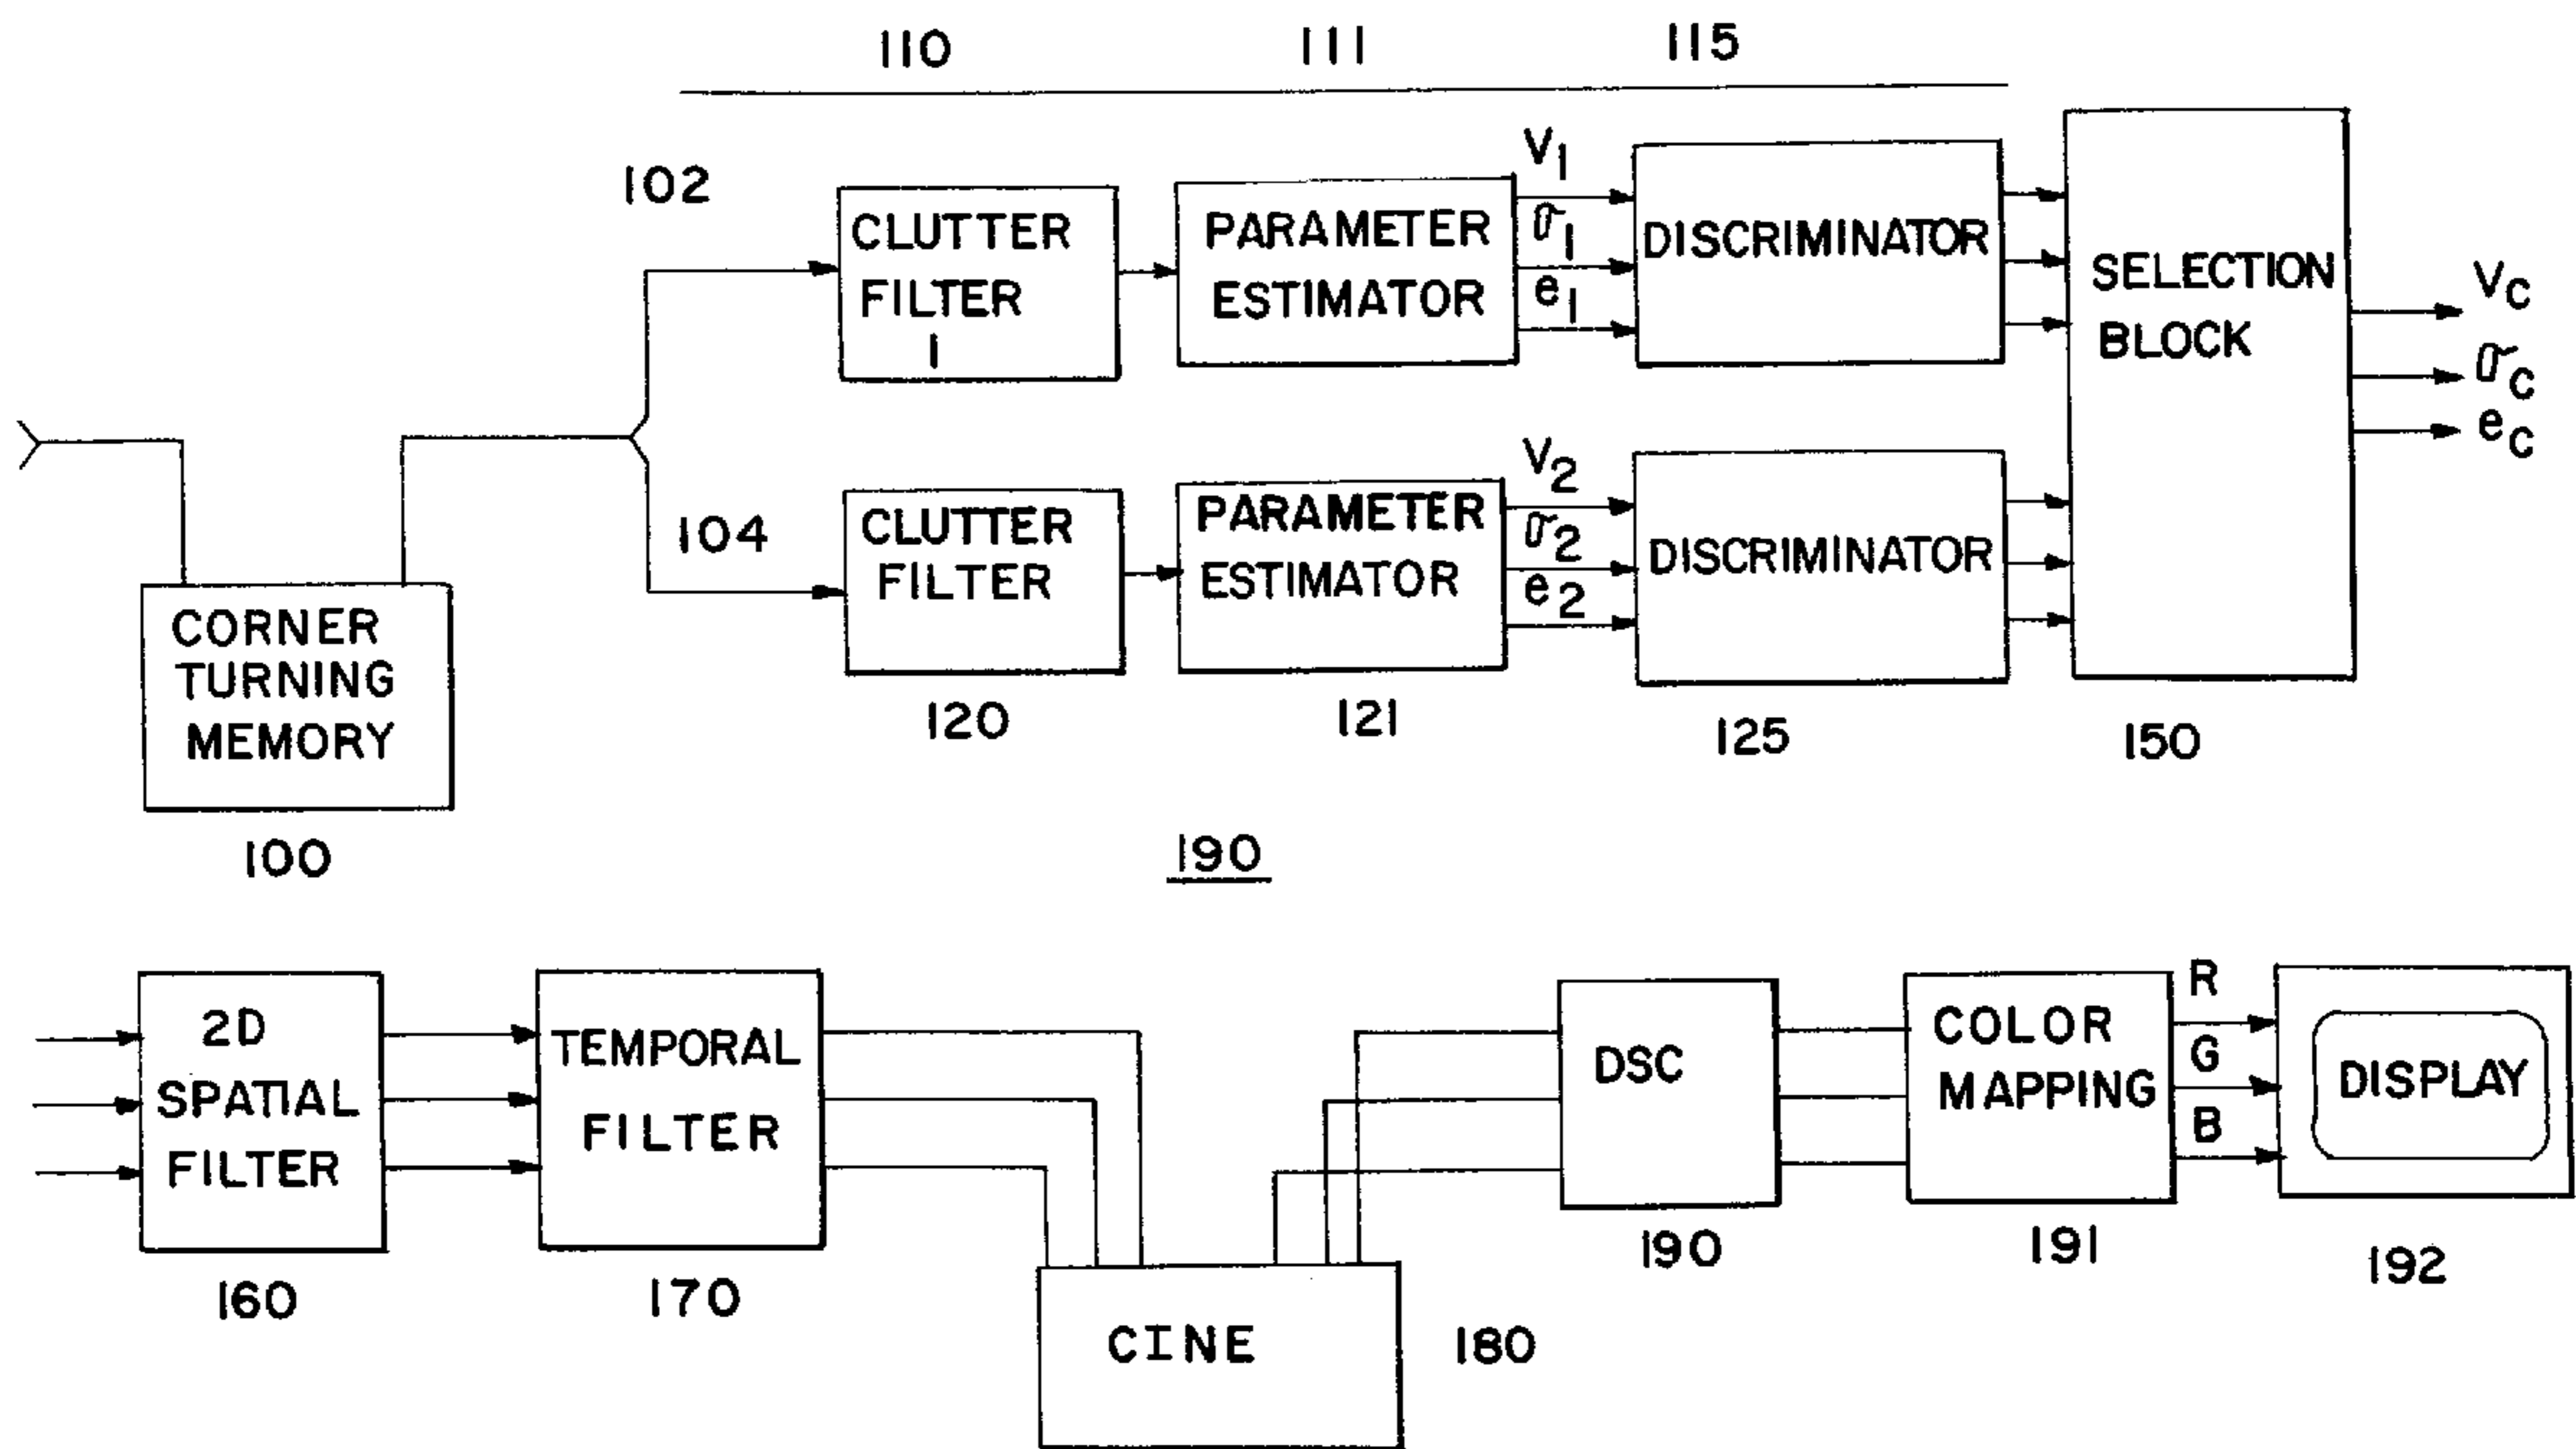 110 111 115
102
CLUTTER
FILTER
1
PARAMETER
ESTIMATOR
V1
σ1
e1
DISCRIMINATOR
SELECTION
BLOCK
VC
σC
eC
104
CLUTTER
FILTER
PARAMETER
ESTIMATOR
V2
σ2
e2
DISCRIMINATOR
CORNER
TURNING
MEMORY
120 121 125 150
100
190
2D
SPATIAL
FILTER
TEMPORAL
FILTER
DSC
COLOR
MAPPING
R
G
B
DISPLAY
160 170 190 191 192
CINE
180